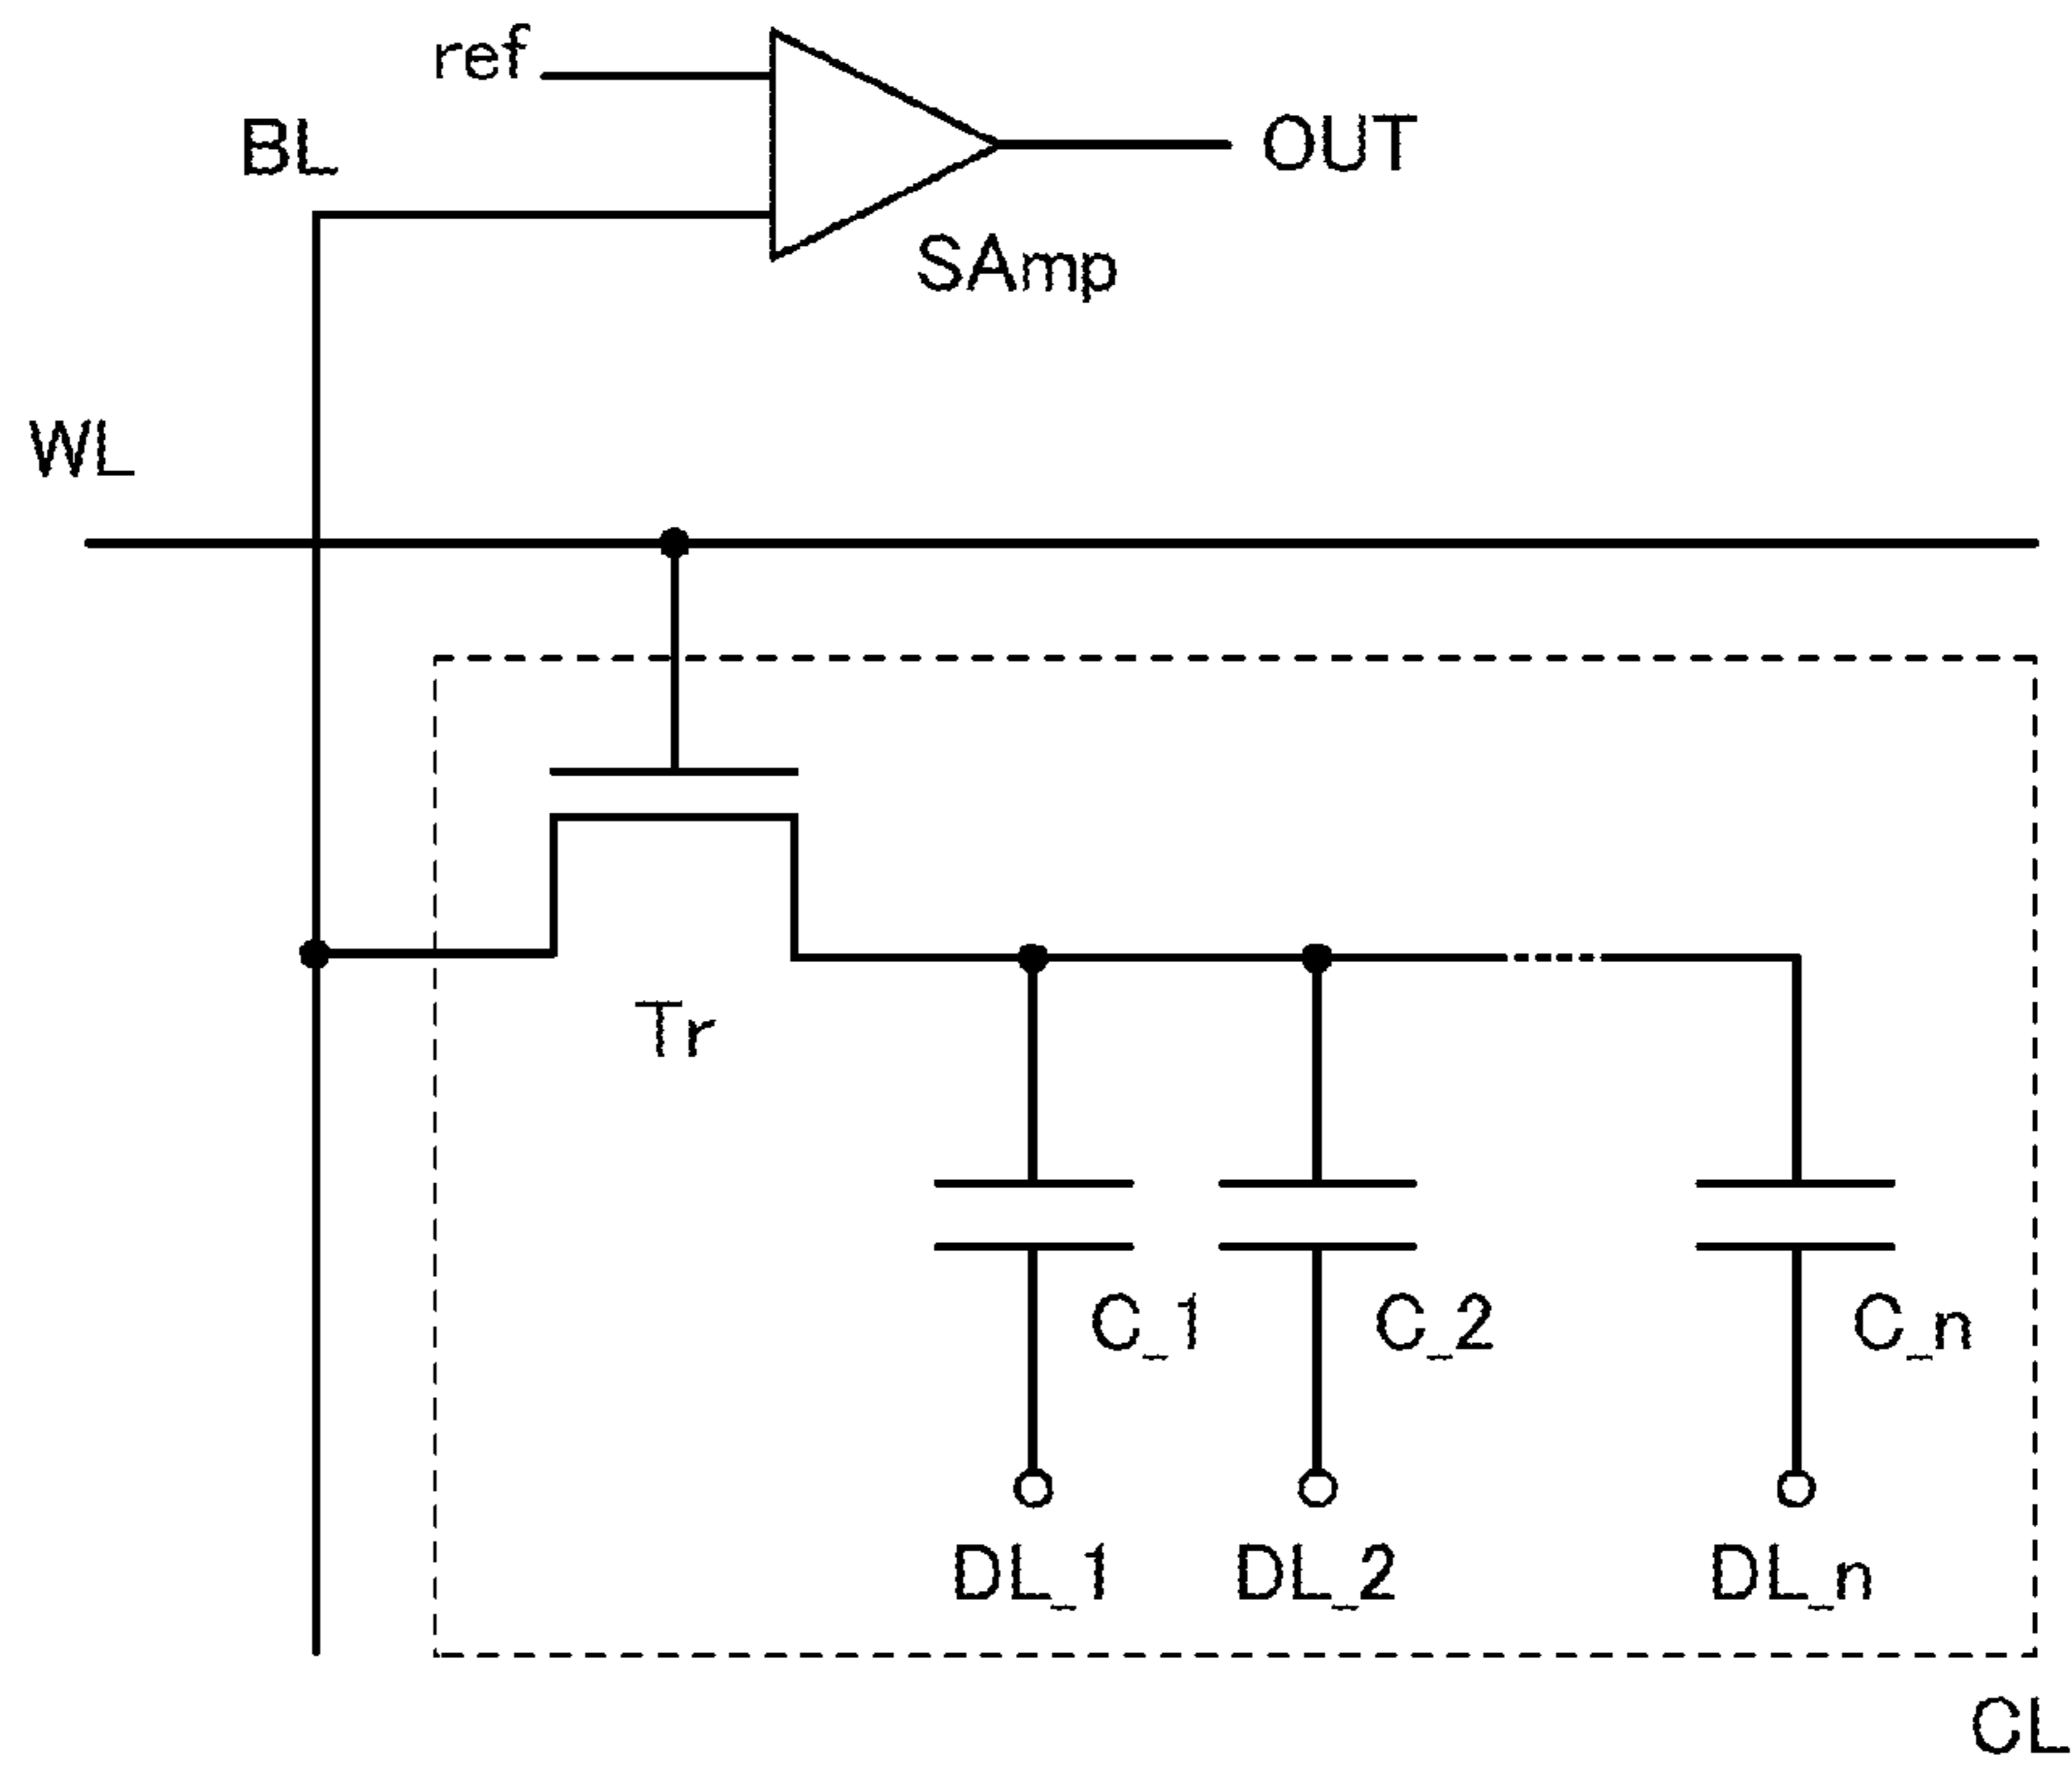 ref
BL
OUT
SAmp
WL
Tr
C_1
C_2
C_n
DL_1
DL_2
DL_n
CL